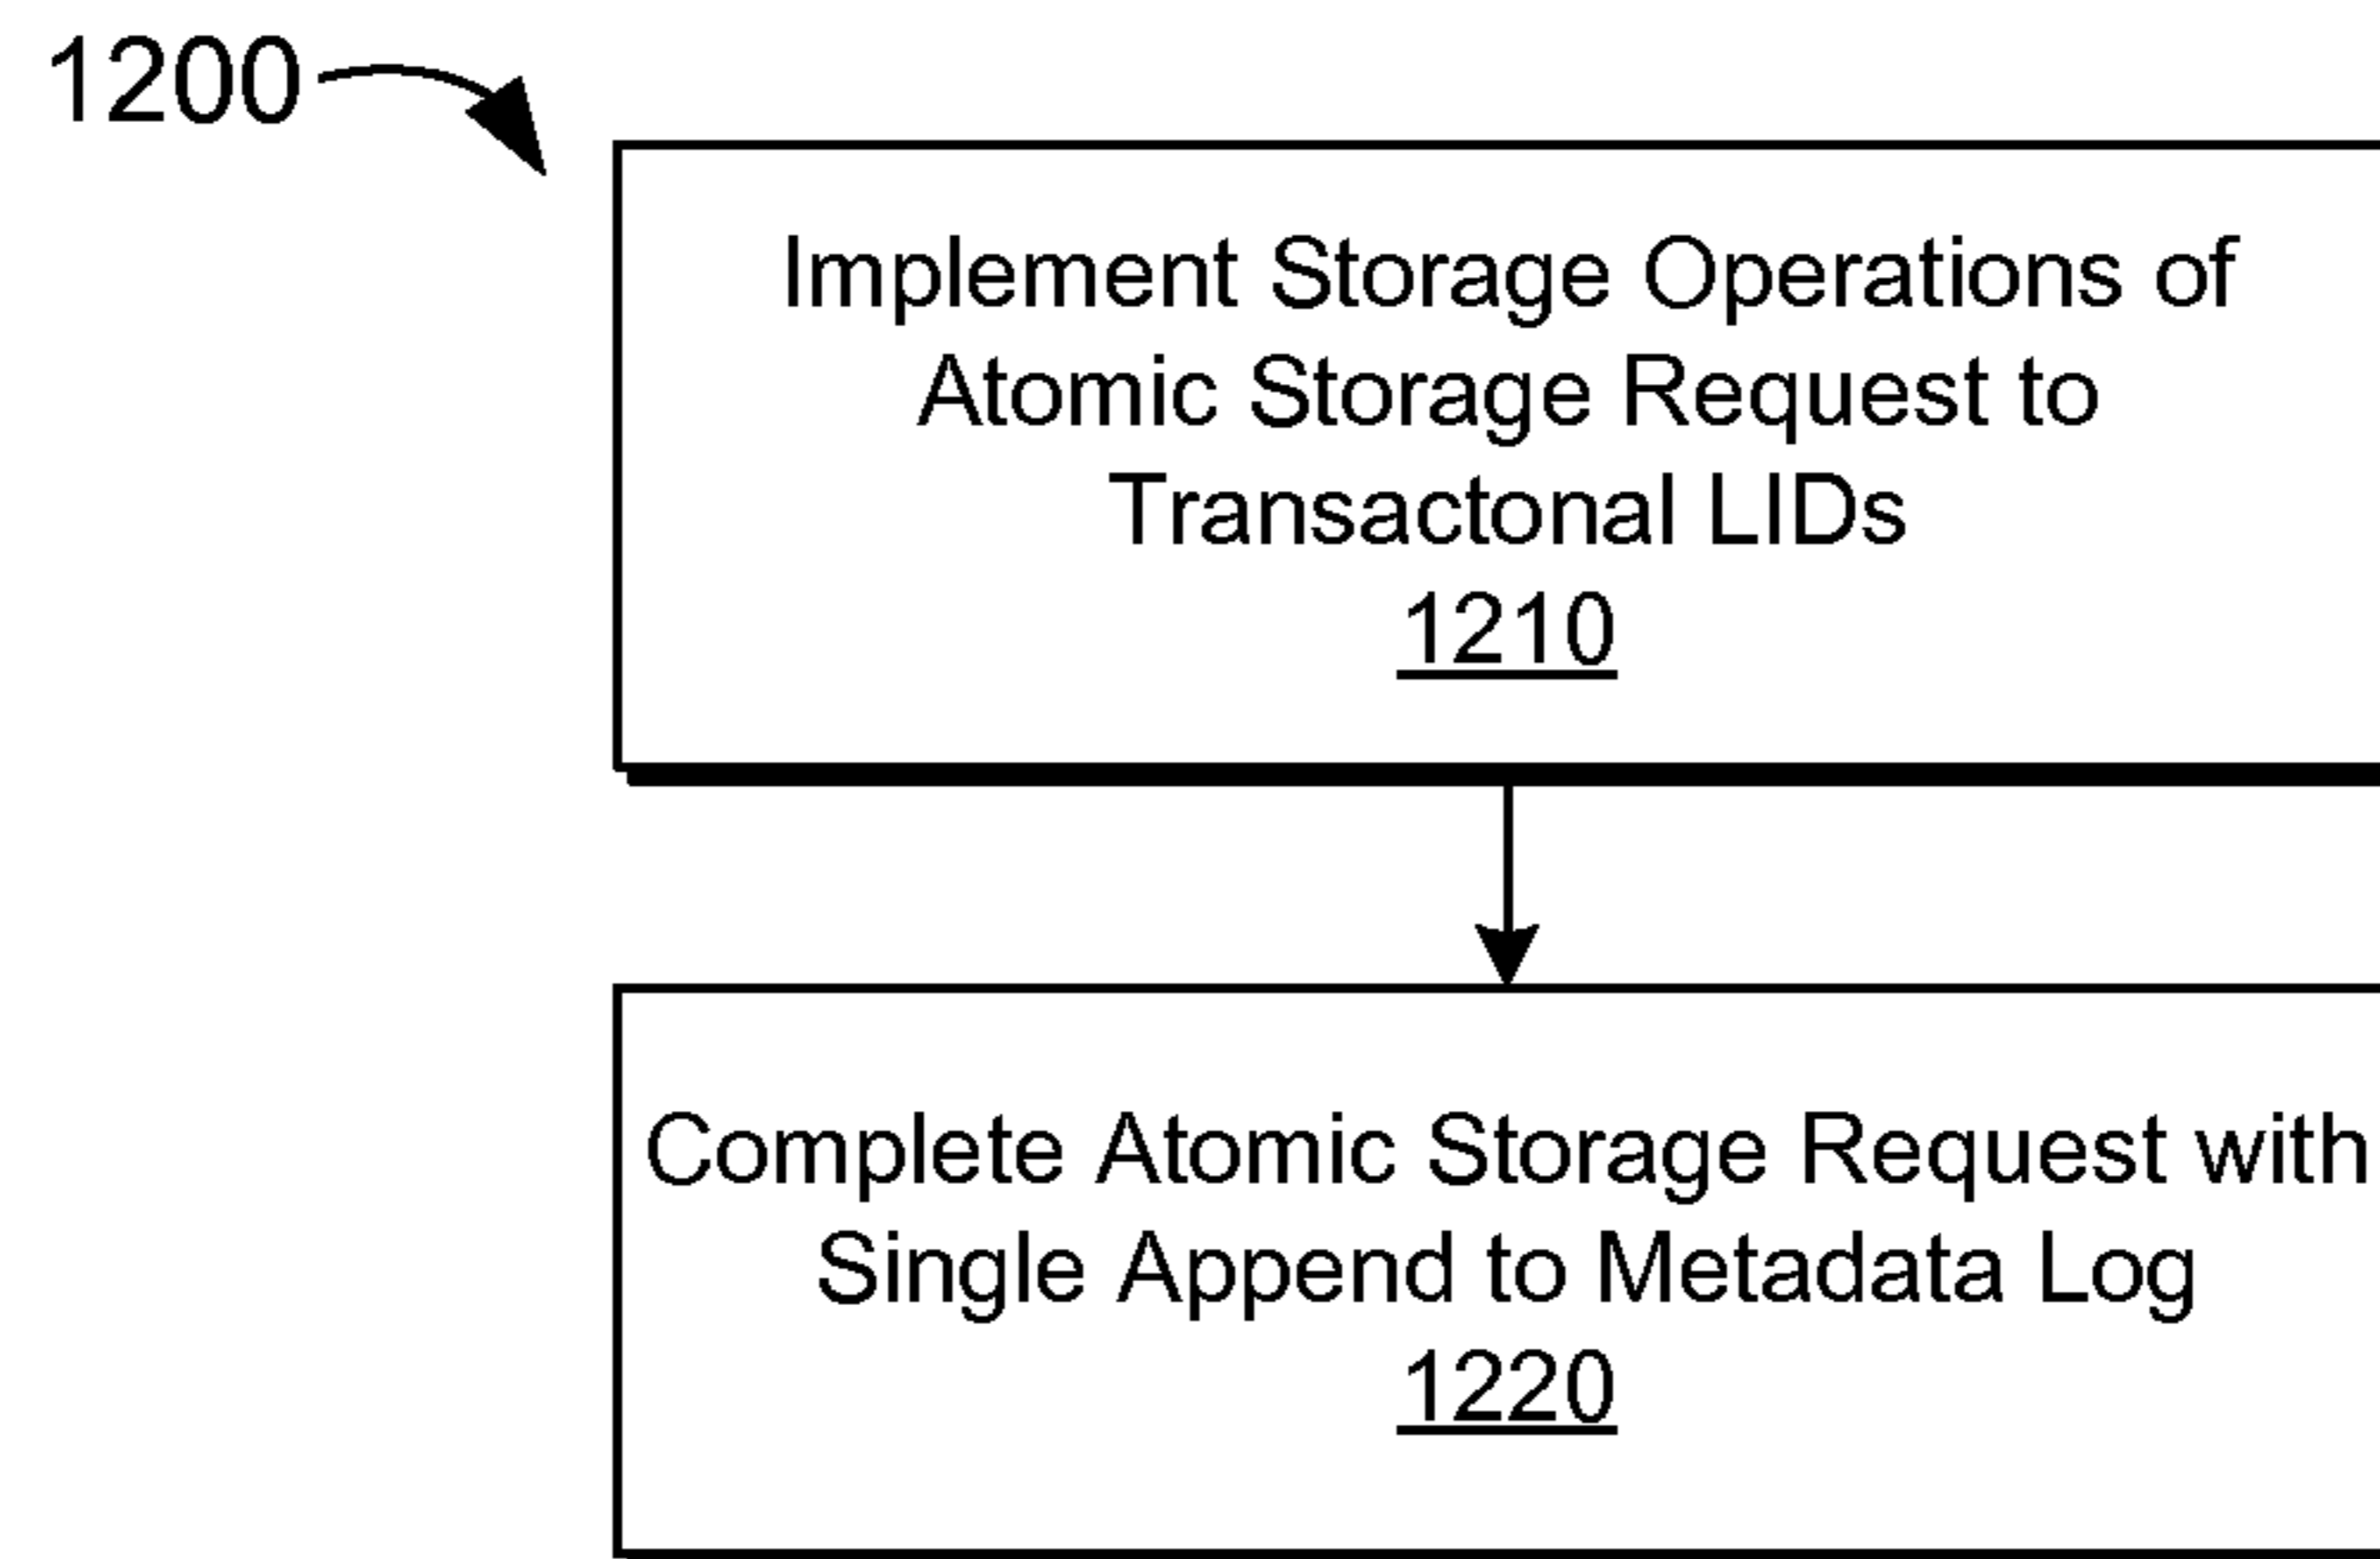 1200
Implement Storage Operations of
Atomic Storage Request to
Transactonal LIDs
1210
Complete Atomic Storage Request with
Single Append to Metadata Log
1220